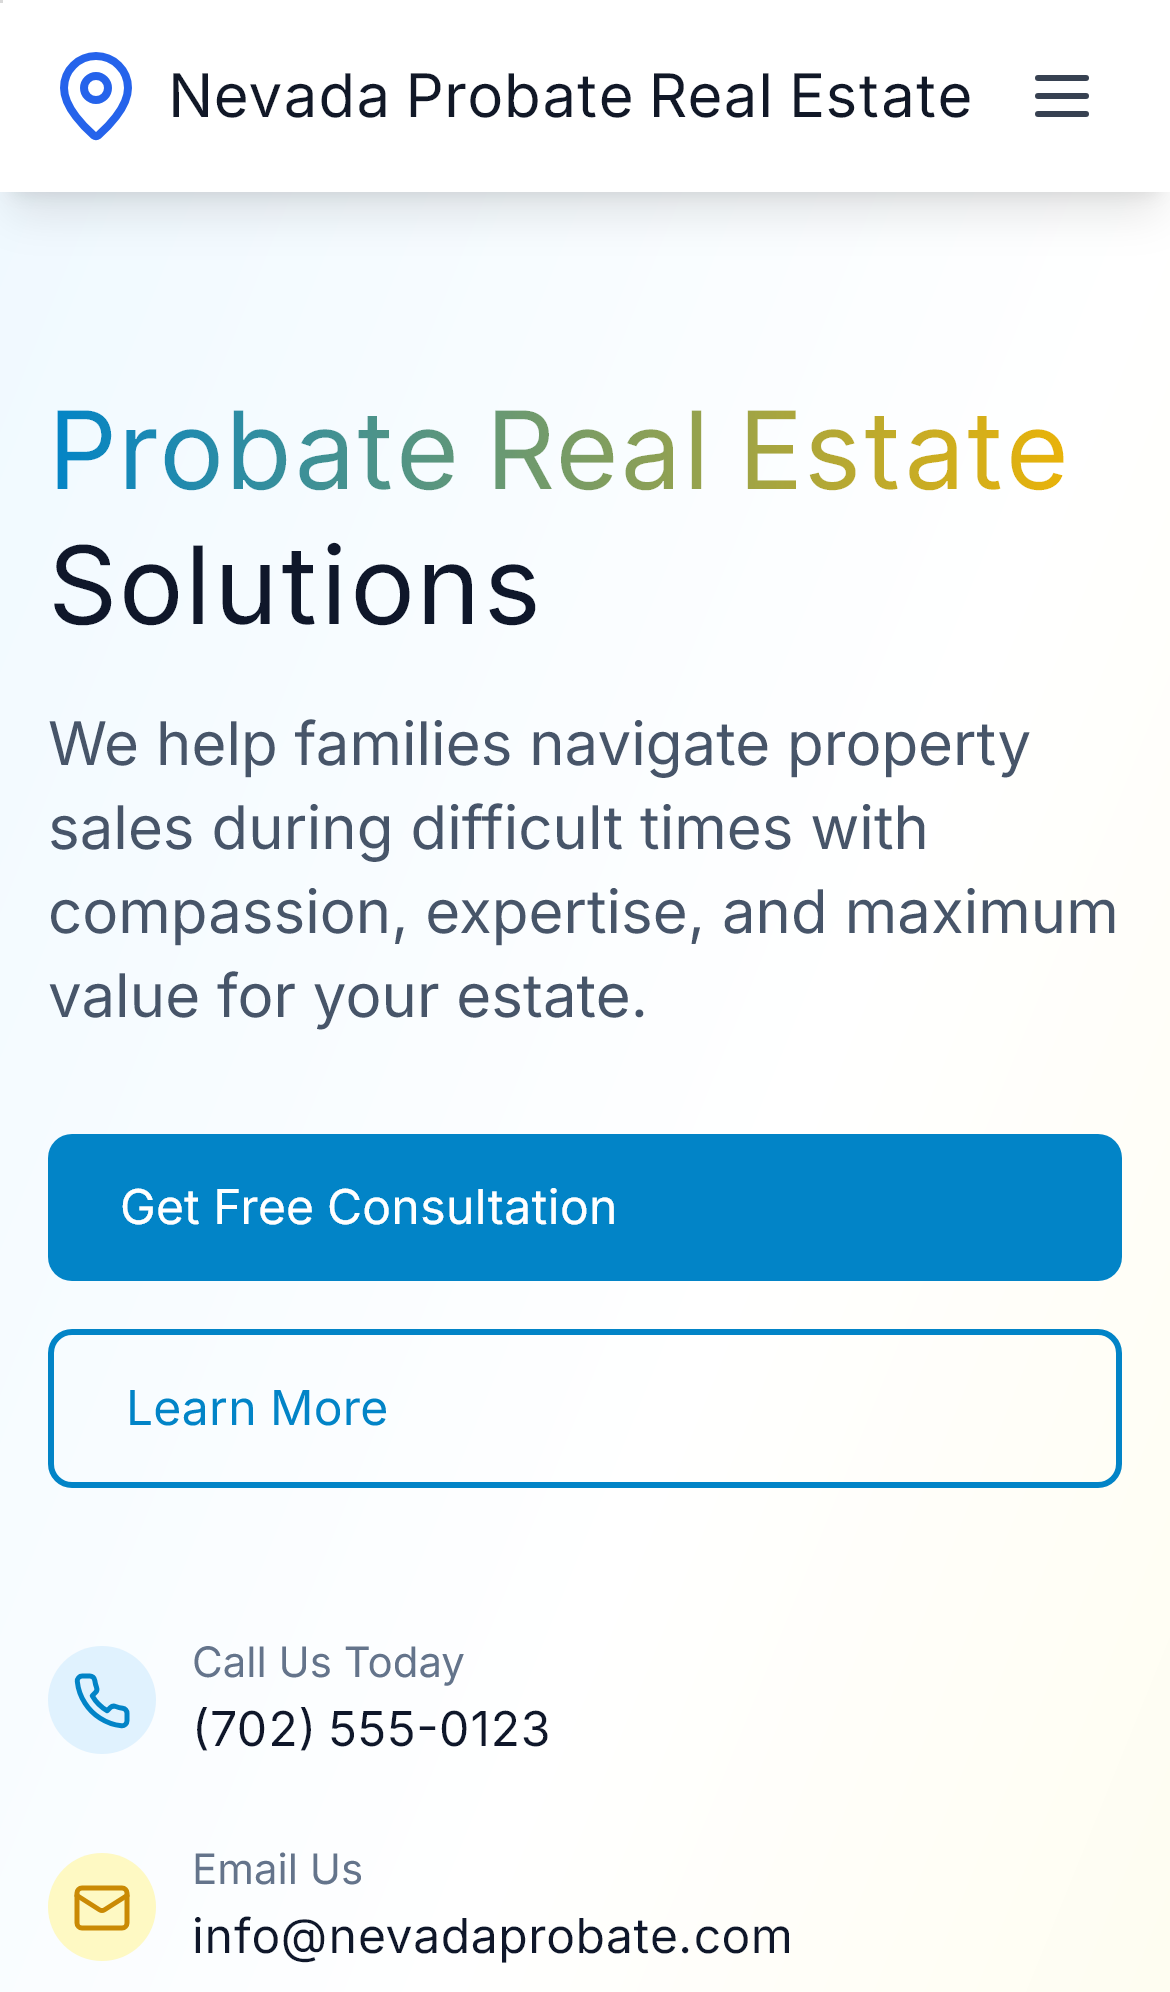 Nevada Probate Real Estate
Probate Real Estate
Solutions
We help families navigate property
sales during difficult times with
compassion, expertise, and maximum
value for your estate.
Get Free Consultation
Learn More
Call Us Today
(702) 555-0123
Email Us
info@nevadaprobate.com